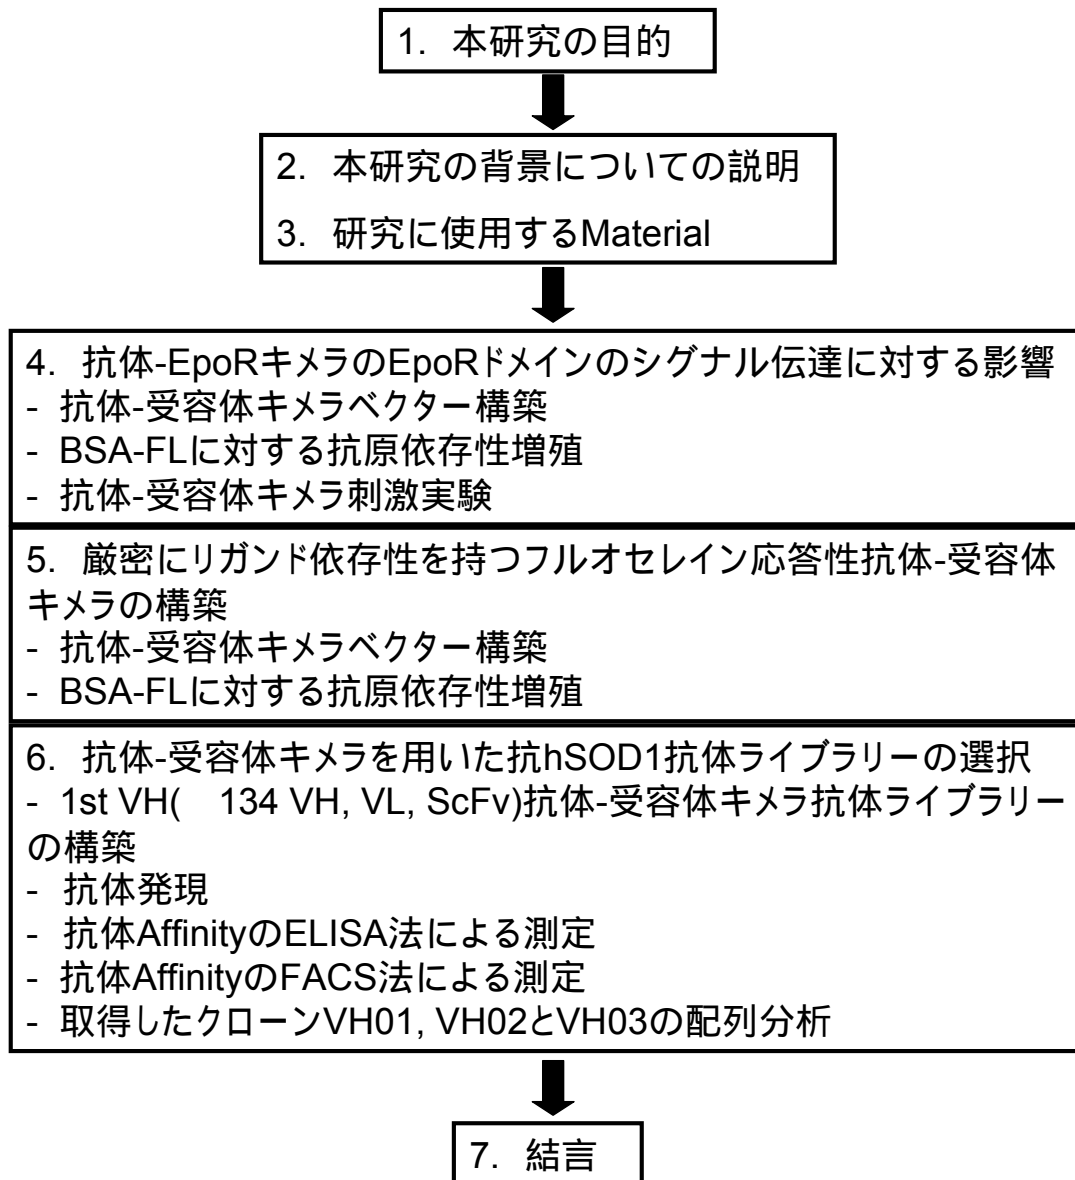 1. 本研究の目的
2. 本研究の背景についての説明
3. 研究に使用するMaterial
4. 抗体-EpoRキメラのEpoRドメインのシグナル伝達に対する影響
- 抗体-受容体キメラベクター構築
- BSA-FLに対する抗原依存性増殖
- 抗体-受容体キメラ刺激実験
5. 厳密にリガンド依存性を持つフルオセレイン応答性抗体-受容体
キメラの構築
- 抗体-受容体キメラベクター構築
- BSA-FLに対する抗原依存性増殖
6. 抗体-受容体キメラを用いた抗hSOD1抗体ライブラリーの選択
- 1st VH( 134 VH, VL, ScFv)抗体-受容体キメラ抗体ライブラリー
の構築
- 抗体発現
- 抗体AffinityのELISA法による測定
- 抗体AffinityのFACS法による測定
- 取得したクローンVH01, VH02とVH03の配列分析
7. 結言